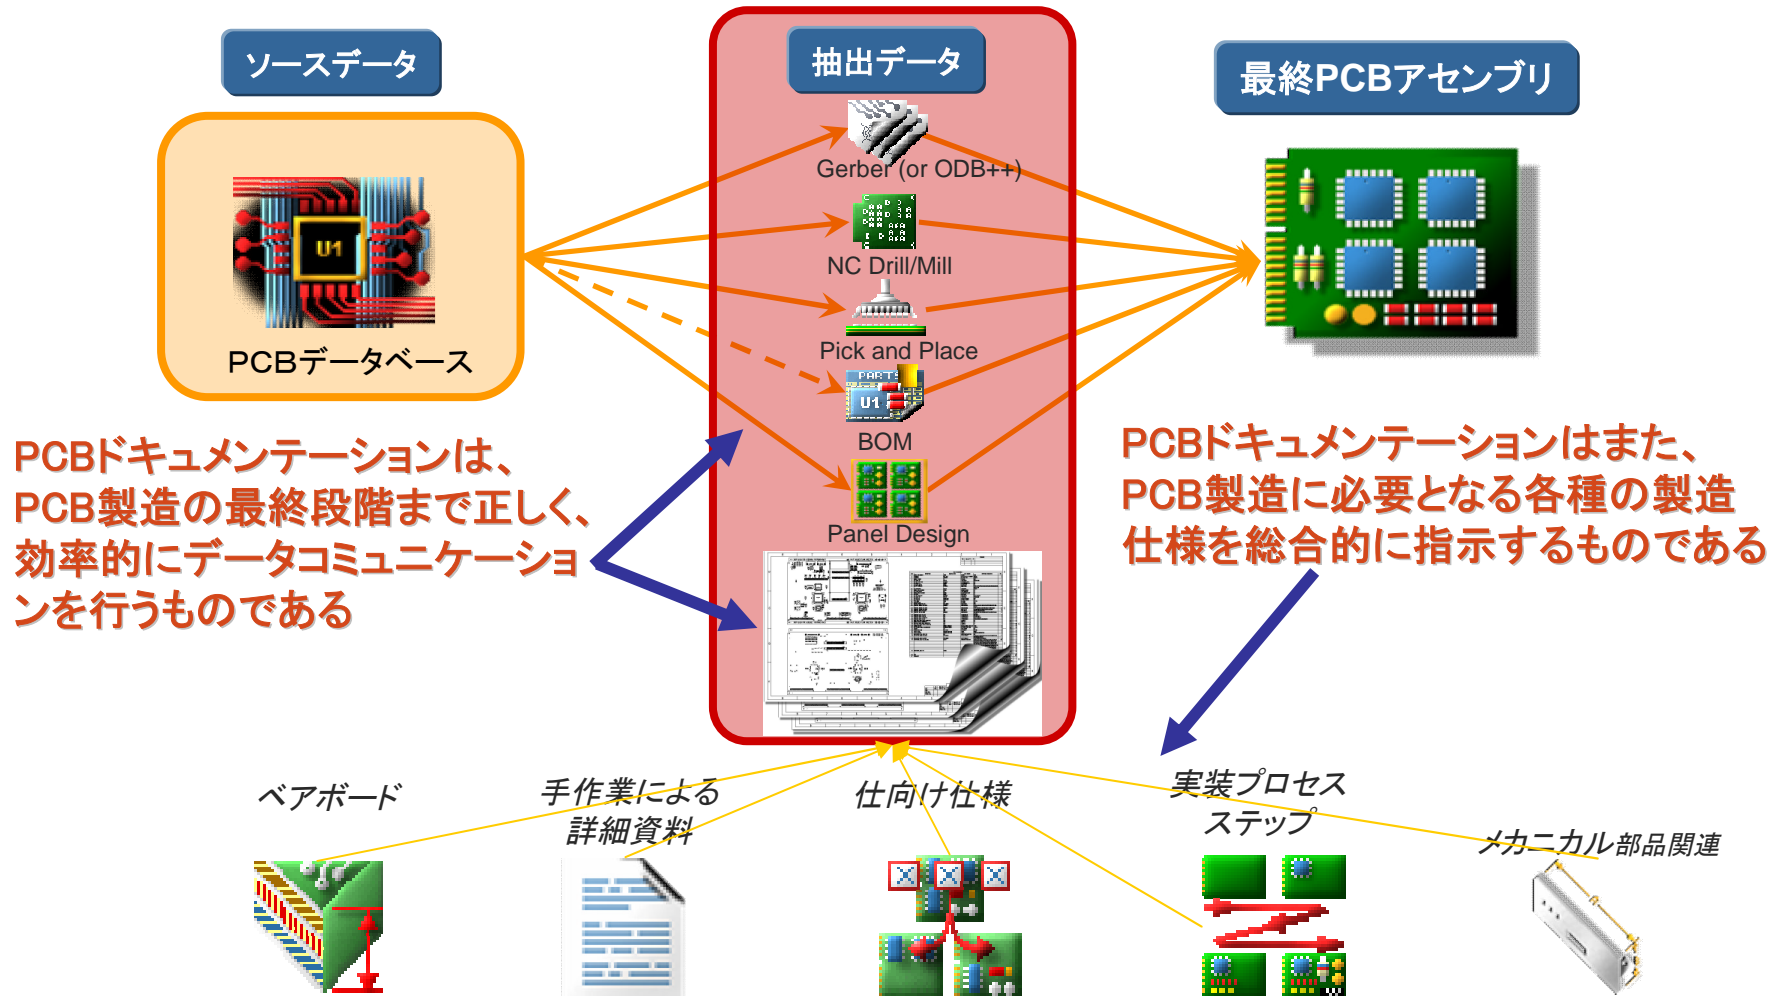 ソースデータ
抽出データ
最終PCBアセンブリ
Gerber (or ODB++)
NC Drill/Mill
Pick and Place
PARTS
U1
BOM
Panel Design
U1
PCBデータベース
PCBドキュメンテーションは、
PCB製造の最終段階まで正しく、
効率的にデータコミュニケーショ
ンを行うものである
PCBドキュメンテーションはまた、
PCB製造に必要となる各種の製造
仕様を総合的に指示するものである
ベアボード
手作業による
詳細資料
仕向け仕様
実装プロセス
ステップ
メカニカル部品関連